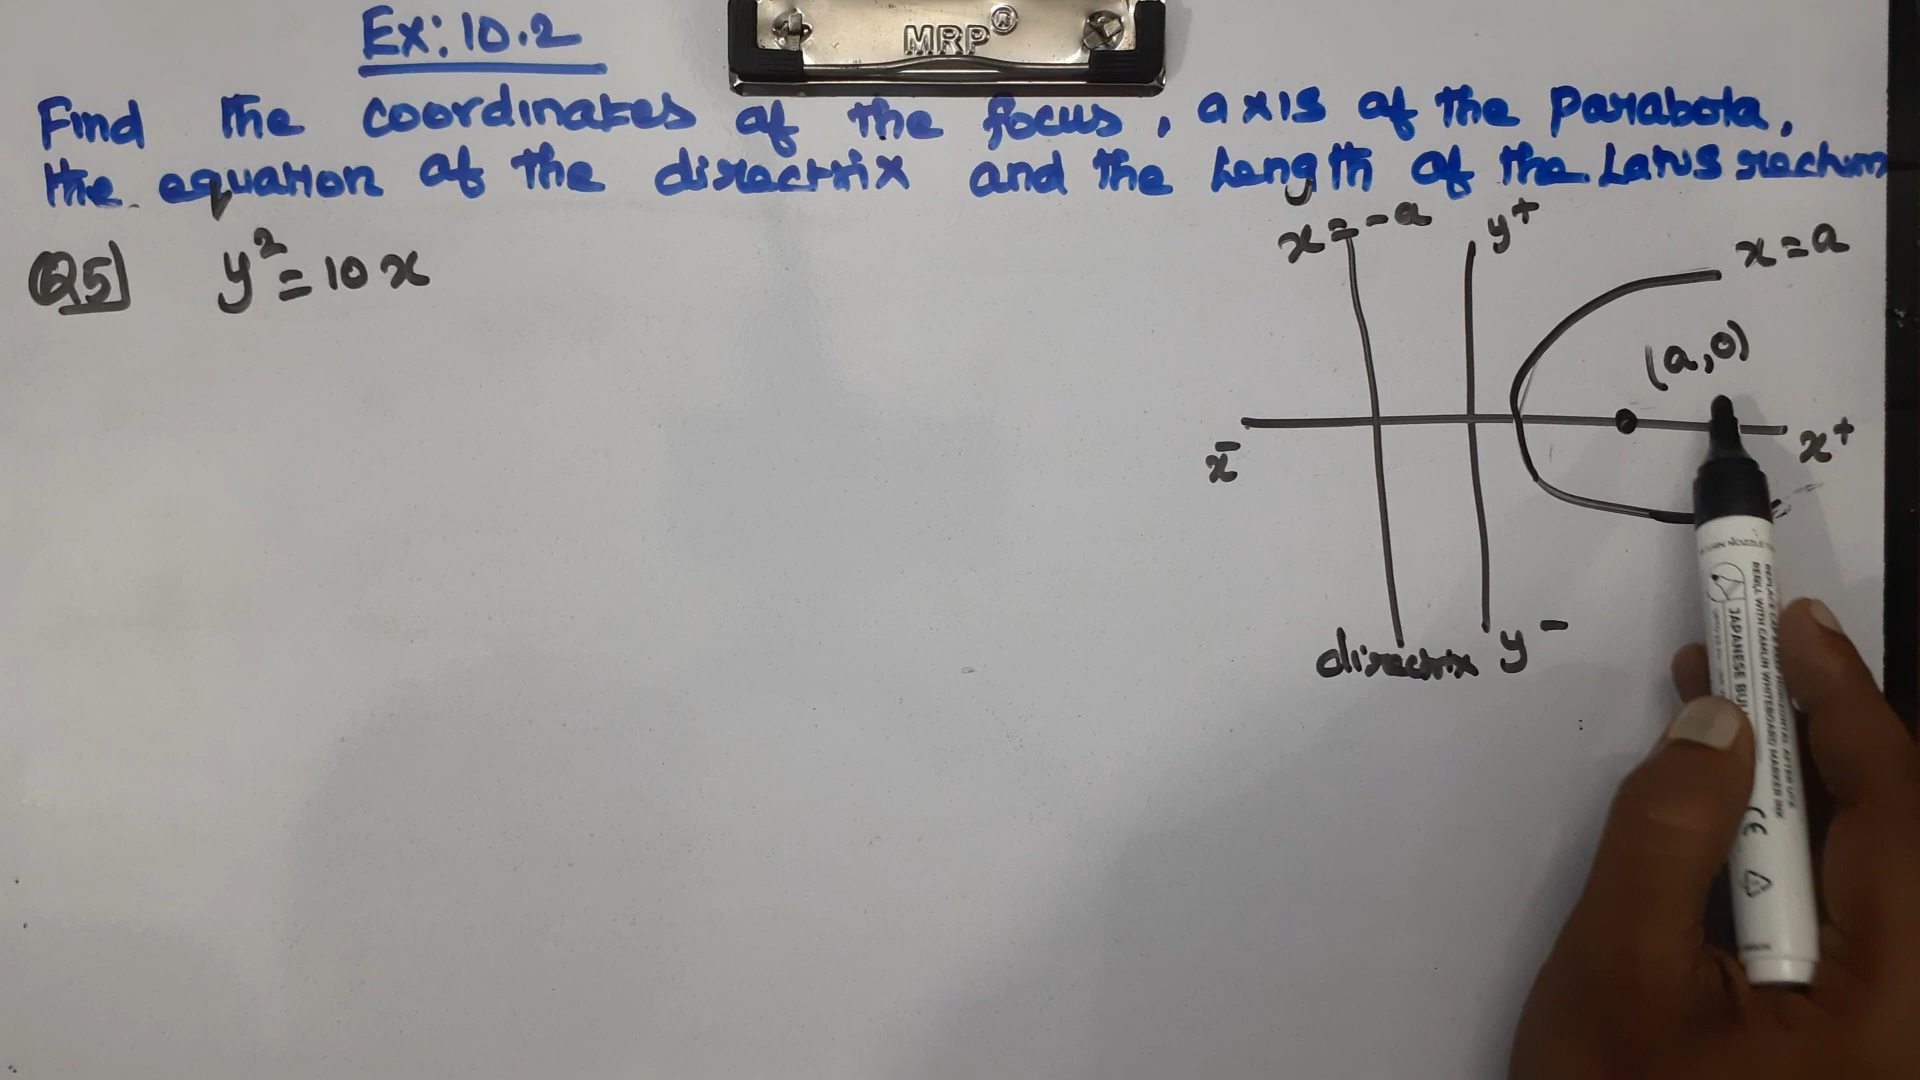 Ex: 10.2
MRP®
Find the coordinates of the focus, axis of the parabola,
the equation of the directrix and the Length of the Latus rectum
Q5] y² = 10x
x = -a
y+
x = a
(a,0)
x-
x+
directrix
y-
JAPANESE
CE